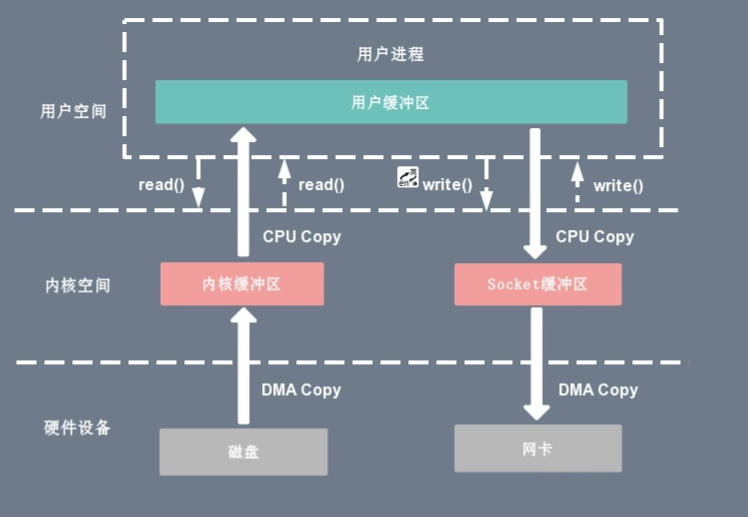 用户进程
用户空间
用户缓冲区
read()
read()
write()
write()
CPU Copy
CPU Copy
内核空间
内核缓冲区
Socket缓冲区
DMA Copy
DMA Copy
硬件设备
磁盘
网卡